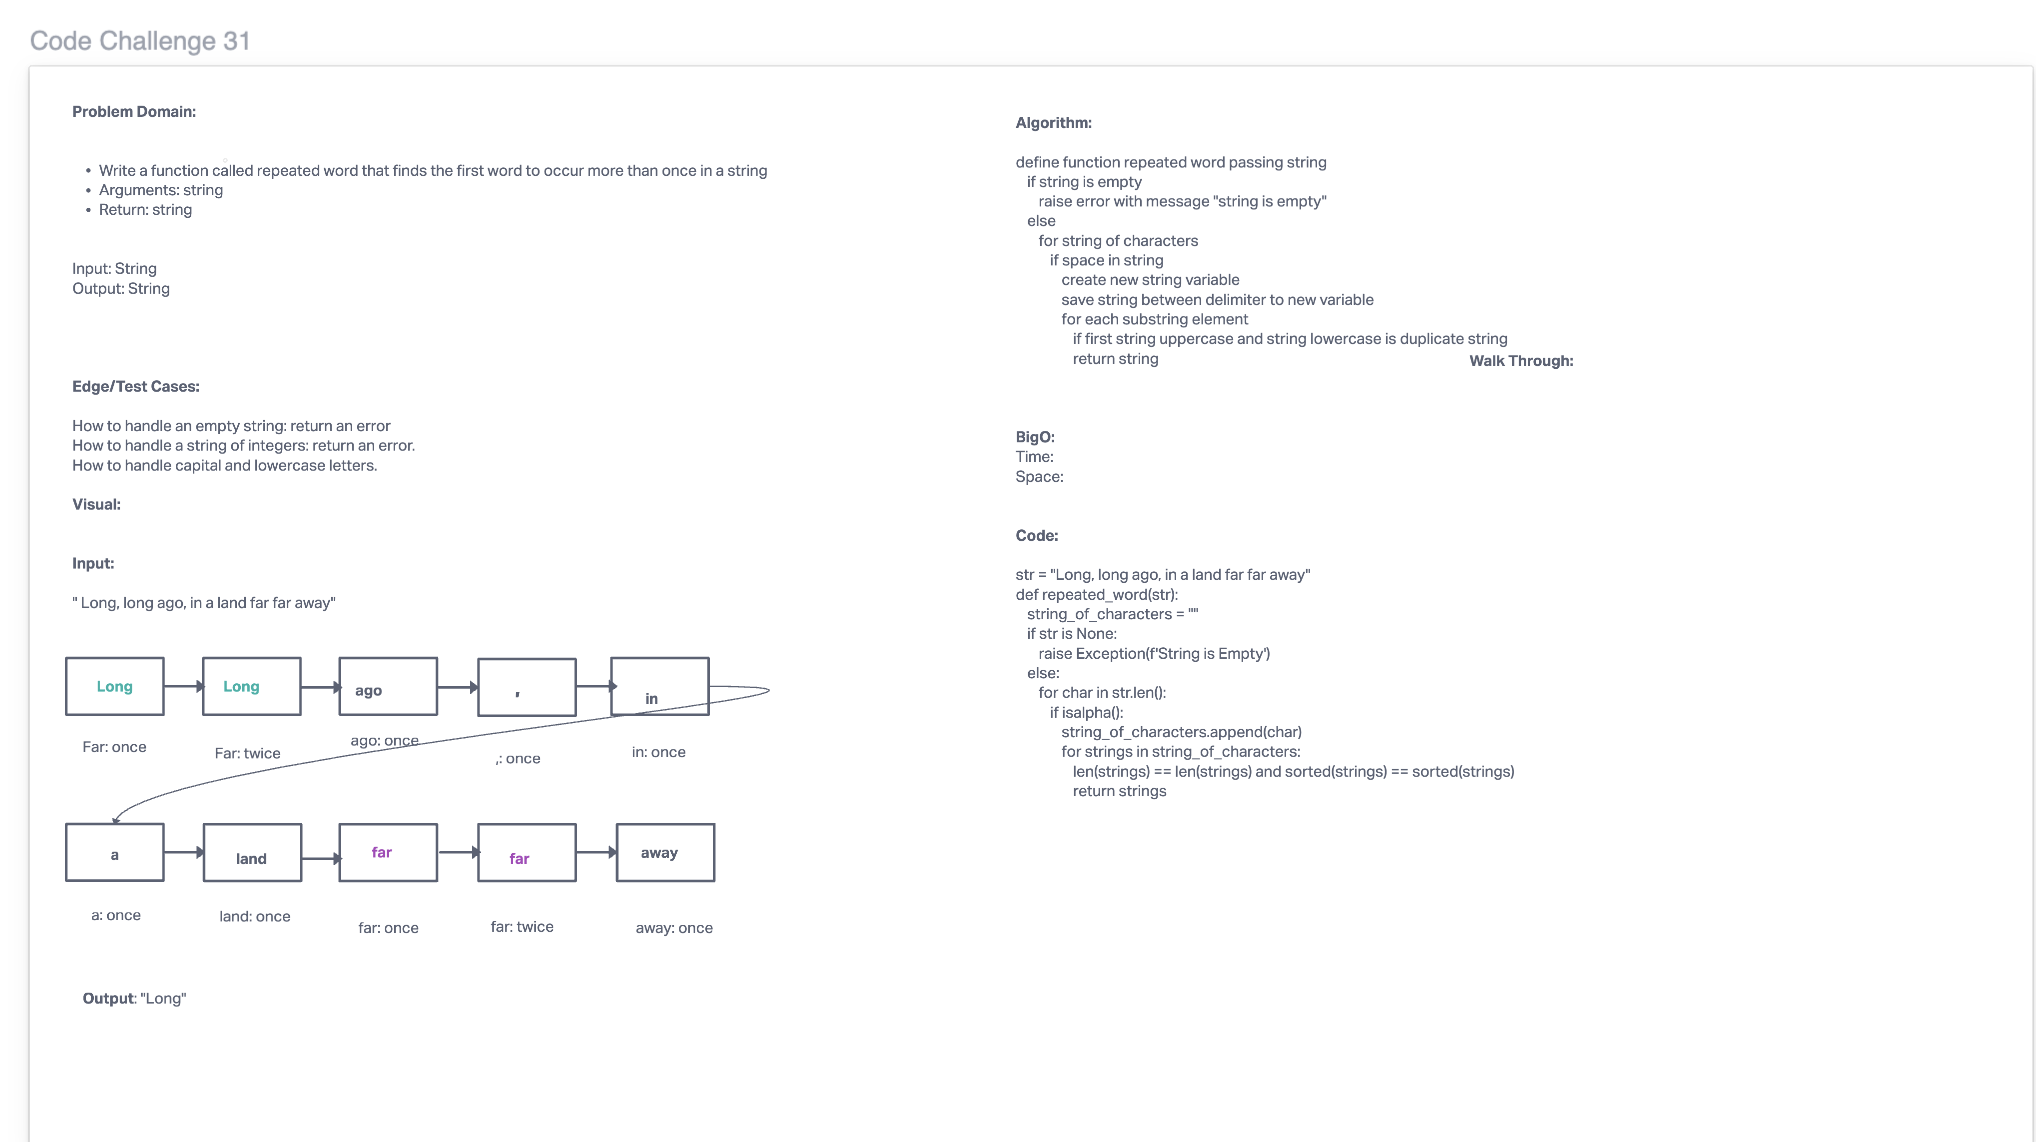 Code Challenge 31
Problem Domain:
• Write a function called repeated word that finds the first word to occur more than once in a string
• Arguments: string
• Return: string
Input: String
Output: String
Edge/Test Cases:
How to handle an empty string: return an error
How to handle a string of integers: return an error.
How to handle capital and lowercase letters.
Visual:
Input:
" Long, long ago, in a land far far away"
Long
Long
ago
,
in
Far: once
Far: twice
ago: once
,: once
in: once
a
land
far
far
away
a: once
land: once
far: once
far: twice
away: once
Output: "Long"
Algorithm:
define function repeated word passing string
if string is empty
raise error with message "string is empty"
else
for string of characters
if space in string
create new string variable
save string between delimiter to new variable
for each substring element
if first string uppercase and string lowercase is duplicate string
return string
Walk Through:
BigO:
Time:
Space:
Code:
str = "Long, long ago, in a land far far away"
def repeated_word(str):
string_of_characters = ""
if str is None:
raise Exception(f'String is Empty')
else:
for char in str.len():
if isalpha():
string_of_characters.append(char)
for strings in string_of_characters:
len(strings) == len(strings) and sorted(strings) == sorted(strings)
return strings